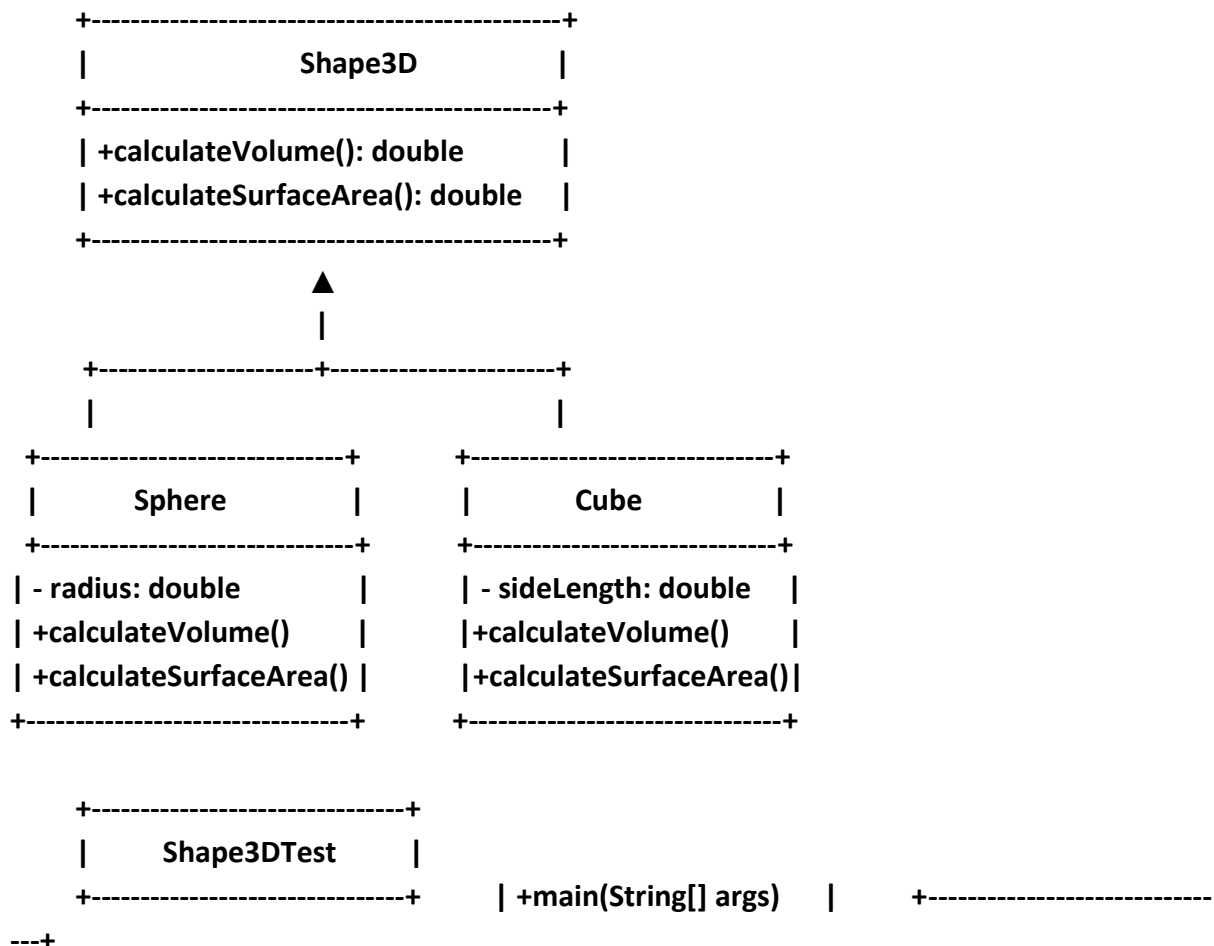 +-----------------------------------------------+
| Shape3D |
+----------------------------------------------+
| +calculateVolume(): double |
| +calculateSurfaceArea(): double |
+----------------------------------------------+
▲
|
+---------------------+----------------------+
| |
+------------------------------+ +------------------------------+
| Sphere | | Cube |
+-------------------------------+ +------------------------------+
| - radius: double | | - sideLength: double |
| +calculateVolume() | |+calculateVolume() |
| +calculateSurfaceArea() | |+calculateSurfaceArea()|
+--------------------------------+ +-------------------------------+
+-------------------------------+
| Shape3DTest |
+-------------------------------+ | +main(String[] args) | +----------------------------
---+